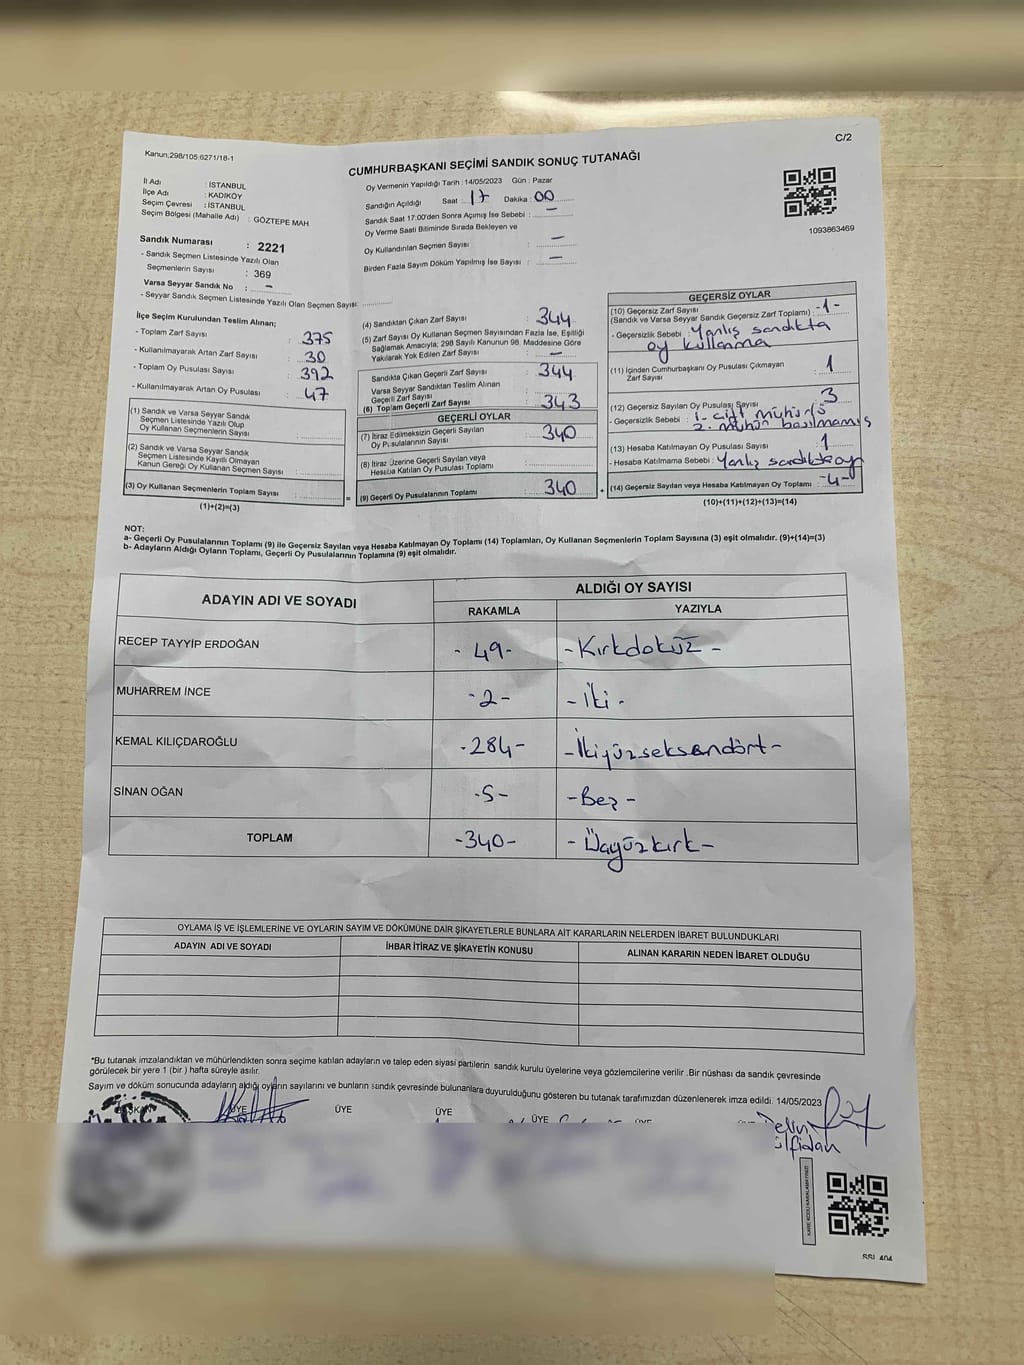 C/2
Kanun:298/105,6271/18-1
CUMHURBAŞKANI SEÇİMİ SANDIK SONUÇ TUTANAĞI
İl Adı : İSTANBUL
İlçe Adı : KADIKÖY
Seçim Çevresi : İSTANBUL
Seçim Bölgesi (Mahalle Adı) : GÖZTEPE MAH.
Sandık Numarası : 2221
- Sandık Seçmen Listesinde Yazılı Olan
Seçmenlerin Sayısı : 369
Varsa Seyyar Sandık No : -
- Seyyar Sandık Seçmen Listesinde Yazılı Olan Seçmen Sayısı:
Oy Vermenin Yapıldığı Tarih : 14/05/2023 Gün : Pazar
Sandığın Açıldığı Saat : 17 Dakika : 00
Sandık Saat 17:00'den Sonra Açımış İse Sebebi : -
Oy Verme Saati Bitiminde Sırada Bekleyen ve
Oy Kullandırılan Seçmen Sayısı : -
Birden Fazla Sayım Döküm Yapılmış İse Sayısı : -
1093863469
İlçe Seçim Kurulundan Teslim Alınan;
- Toplam Zarf Sayısı : 375
- Kullanılmayarak Artan Zarf Sayısı : 30
- Toplam Oy Pusulası Sayısı : 392
- Kullanılmayarak Artan Oy Pusulası : 47
(1) Sandık ve Varsa Seyyar Sandık
Seçmen Listesinde Yazılı Olup
Oy Kullanan Seçmenlerin Sayısı :
(2) Sandık ve Varsa Seyyar Sandık
Seçmen Listesinde Kayıtlı Olmayan
Kanun Gereği Oy Kullanan Seçmen Sayısı :
(3) Oy Kullanan Seçmenlerin Toplam Sayısı :
(1)+(2)=(3)
(4) Sandıktan Çıkan Zarf Sayısı : 344
(5) Zarf Sayısı Oy Kullanan Seçmen Sayısından Fazla İse, Eşitliği
Sağlamak Amacıyla; 298 Sayılı Kanunun 98. Maddesine Göre
Yakılarak Yok Edilen Zarf Sayısı : -
Sandıkta Çıkan Geçerli Zarf Sayısı : 344
Varsa Seyyar Sandıktan Teslim Alınan
Geçerli Zarf Sayısı :
(6) Toplam Geçerli Zarf Sayısı : 343
GEÇERLİ OYLAR
(7) İtiraz Edilmeksizin Geçerli Sayılan
Oy Pusulalarının Sayısı : 340
(8) İtiraz Üzerine Geçerli Sayılan veya
Hesaba Katılan Oy Pusulası Toplamı :
= (9) Geçerli Oy Pusulalarının Toplamı : 340 +
GEÇERSİZ OYLAR
(10) Geçersiz Zarf Sayısı
(Sandık ve Varsa Seyyar Sandık Geçersiz Zarf Toplamı) : -1-
- Geçersizlik Sebebi : Yanlış sandıkta
oy kullanma
(11) İçinden Cumhurbaşkanı Oy Pusulası Çıkmayan
Zarf Sayısı : 1
(12) Geçersiz Sayılan Oy Pusulası Sayısı : 3
- Geçersizlik Sebebi : 1- çift mühürlü
2. mühür basılmamış
(13) Hesaba Katılmayan Oy Pusulası Sayısı : 1
- Hesaba Katılmama Sebebi : Yanlış sandıkta oy
(14) Geçersiz Sayılan veya Hesaba Katılmayan Oy Toplamı : -4-
(10)+(11)+(12)+(13)=(14)
NOT:
a- Geçerli Oy Pusulalarının Toplamı (9) ile Geçersiz Sayılan veya Hesaba Katılmayan Oy Toplamı (14) Toplamları, Oy Kullanan Seçmenlerin Toplam Sayısına (3) eşit olmalıdır. (9)+(14)=(3)
b- Adayların Aldığı Oyların Toplamı, Geçerli Oy Pusulalarının Toplamına (9) eşit olmalıdır.
ADAYIN ADI VE SOYADI ALDIĞI OY SAYISI
RAKAMLA YAZIYLA
RECEP TAYYİP ERDOĞAN - 49 - - Kırkdokuz -
MUHARREM İNCE - 2 - - İki -
KEMAL KILIÇDAROĞLU - 284 - - İkiyüzseksendört -
SİNAN OĞAN - 5 - - Beş -
TOPLAM - 340 - - Üçyüzkırk -
OYLAMA İŞ VE İŞLEMLERİNE VE OYLARIN SAYIM VE DÖKÜMÜNE DAİR ŞİKAYETLERLE BUNLARA AİT KARARLARIN NELERDEN İBARET BULUNDUKLARI
ADAYIN ADI VE SOYADI İHBAR İTİRAZ VE ŞİKAYETİN KONUSU ALINAN KARARIN NEDEN İBARET OLDUĞU
*Bu tutanak imzalandıktan ve mühürlendikten sonra seçime katılan adayların ve talep eden siyasi partilerin sandık kurulu üyelerine veya gözlemcilerine verilir .Bir nüshası da sandık çevresinde
görülecek bir yere 1 (bir ) hafta süreyle asılır.
Sayım ve döküm sonucunda adayların aldığı oyların sayılarını ve bunların sandık çevresinde bulunanlara duyurulduğunu gösteren bu tutanak tarafımızdan düzenlenerek imza edildi. 14/05/2023
BAŞKAN ÜYE ÜYE ÜYE ÜYE ÜYE